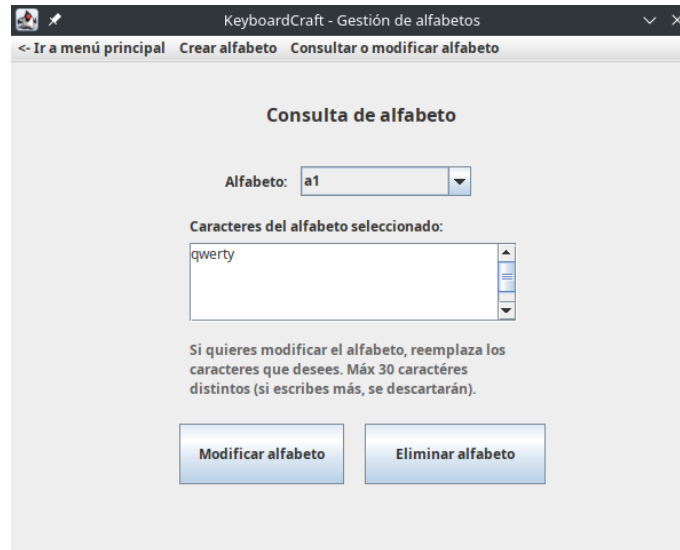 KeyboardCraft - Gestión de alfabetos
<- Ir a menú principal Crear alfabeto Consultar o modificar alfabeto
Consulta de alfabeto
Alfabeto: a1
Caracteres del alfabeto seleccionado:
qwerty
Si quieres modificar el alfabeto, reemplaza los
caracteres que desees. Máx 30 caractéres
distintos (si escribes más, se descartarán).
Modificar alfabeto Eliminar alfabeto